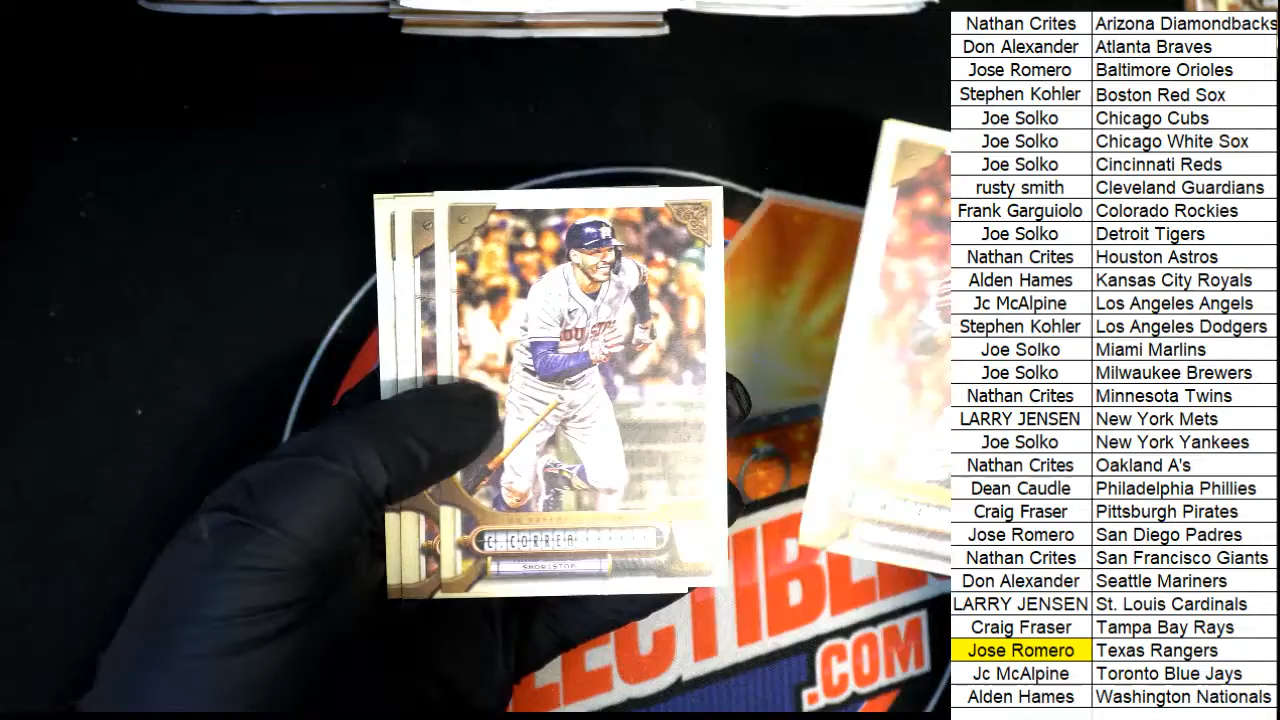 HOUSTON
C. CORREA
SHORTSTOP
LECTIBLE
.COM
Nathan Crites Arizona Diamondbacks
Don Alexander Atlanta Braves
Jose Romero Baltimore Orioles
Stephen Kohler Boston Red Sox
Joe Solko Chicago Cubs
Joe Solko Chicago White Sox
Joe Solko Cincinnati Reds
rusty smith Cleveland Guardians
Frank Garguiolo Colorado Rockies
Joe Solko Detroit Tigers
Nathan Crites Houston Astros
Alden Hames Kansas City Royals
Jc McAlpine Los Angeles Angels
Stephen Kohler Los Angeles Dodgers
Joe Solko Miami Marlins
Joe Solko Milwaukee Brewers
Nathan Crites Minnesota Twins
LARRY JENSEN New York Mets
Joe Solko New York Yankees
Nathan Crites Oakland A's
Dean Caudle Philadelphia Phillies
Craig Fraser Pittsburgh Pirates
Jose Romero San Diego Padres
Nathan Crites San Francisco Giants
Don Alexander Seattle Mariners
LARRY JENSEN St. Louis Cardinals
Craig Fraser Tampa Bay Rays
Jose Romero Texas Rangers
Jc McAlpine Toronto Blue Jays
Alden Hames Washington Nationals